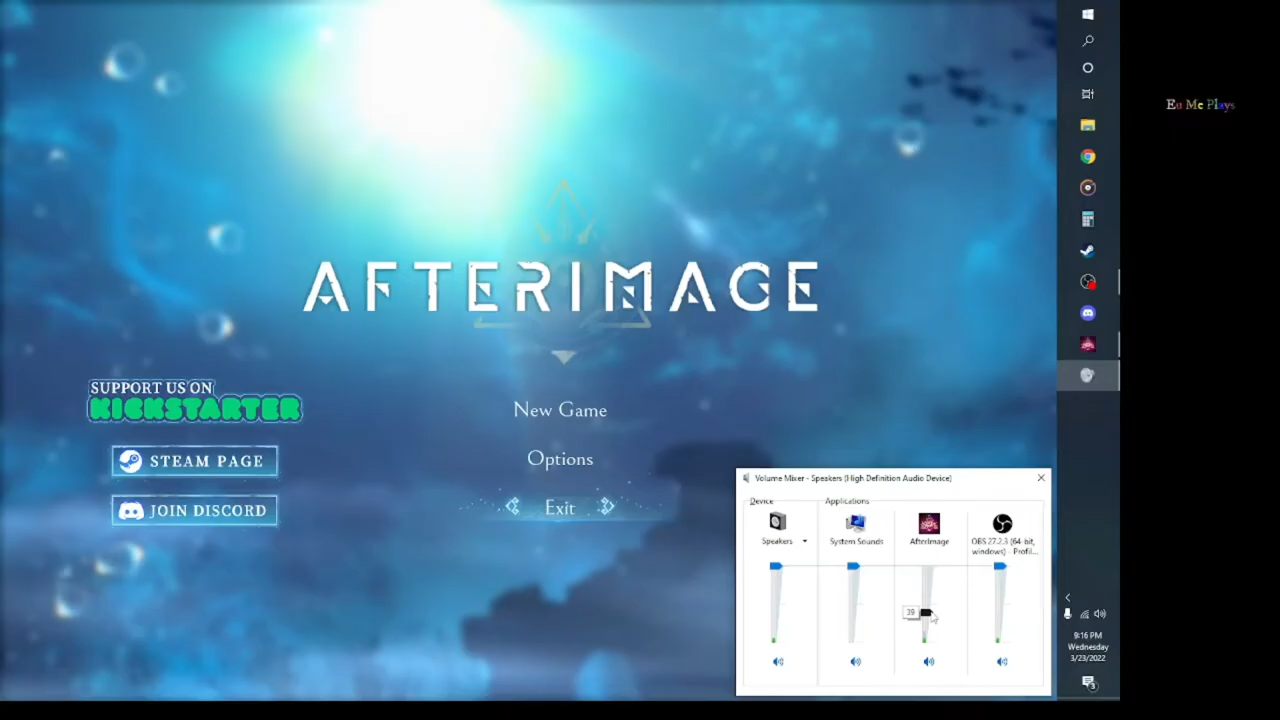 Eu Me Plays
AFTERIMAGE
SUPPORT US ON
KICKSTARTER
STEAM PAGE
JOIN DISCORD
New Game
Options
Exit
Volume Mixer - Speakers (High Definition Audio Device)
Device
Applications
Speakers
System Sounds
AfterImage
OBS 27.2.3 (64-bit,
windows) - Profil...
39
9:16 PM
Wednesday
3/23/2022
3